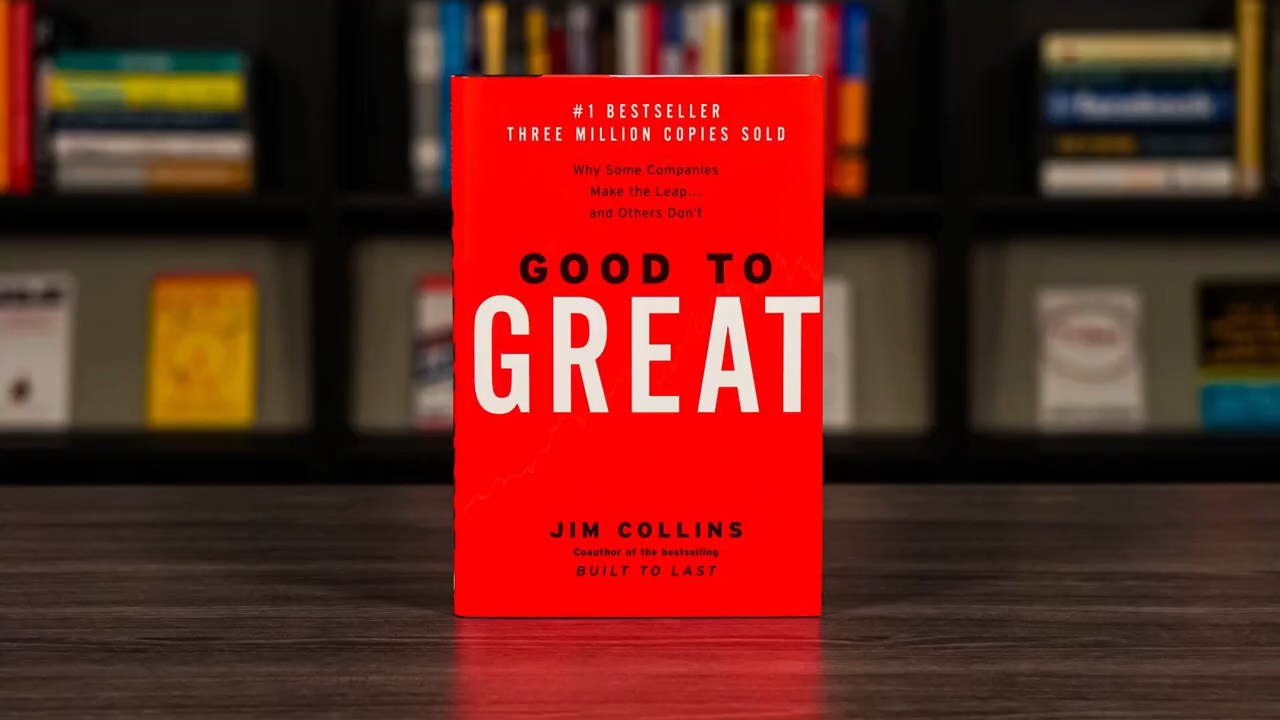 #1 BESTSELLER
THREE MILLION COPIES SOLD
Why Some Companies
Make the Leap...
and Others Don't
GOOD TO
GREAT
JIM COLLINS
Coauthor of the bestselling
BUILT TO LAST
facebook